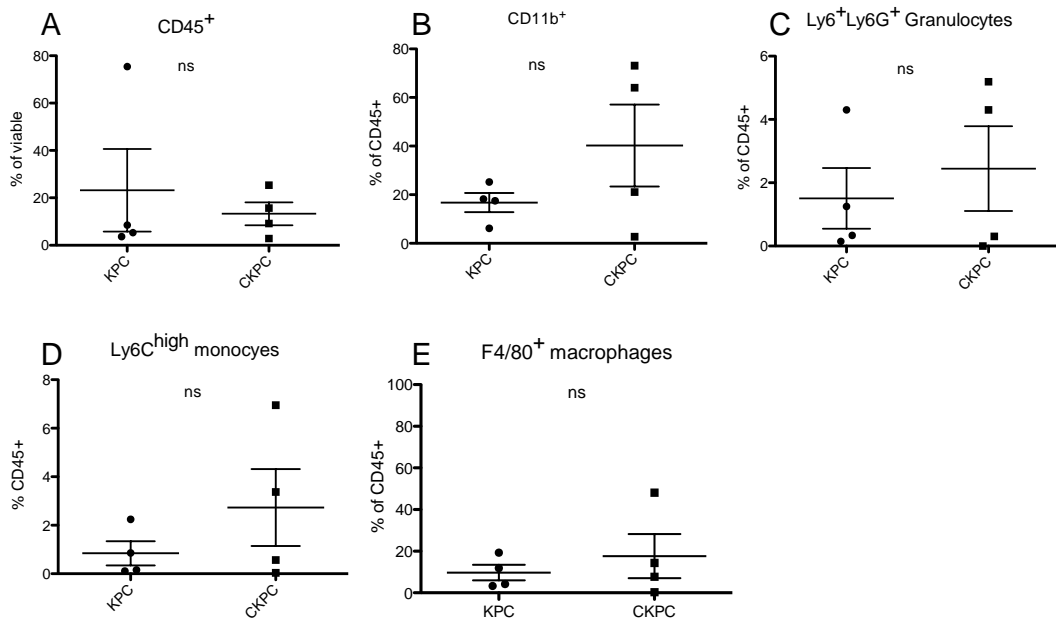 A
CD45+
ns
% of viable
80
60
40
20
0
KPC
CKPC
B
CD11b+
ns
% of CD45+
80
60
40
20
0
KPC
CKPC
C
Ly6+Ly6G+ Granulocytes
ns
% of CD45+
6
4
2
0
KPC
CKPC
D
Ly6Chigh monocyes
ns
% CD45+
8
6
4
2
0
KPC
CKPC
E
F4/80+ macrophages
ns
% of CD45+
100
80
60
40
20
0
KPC
CKPC